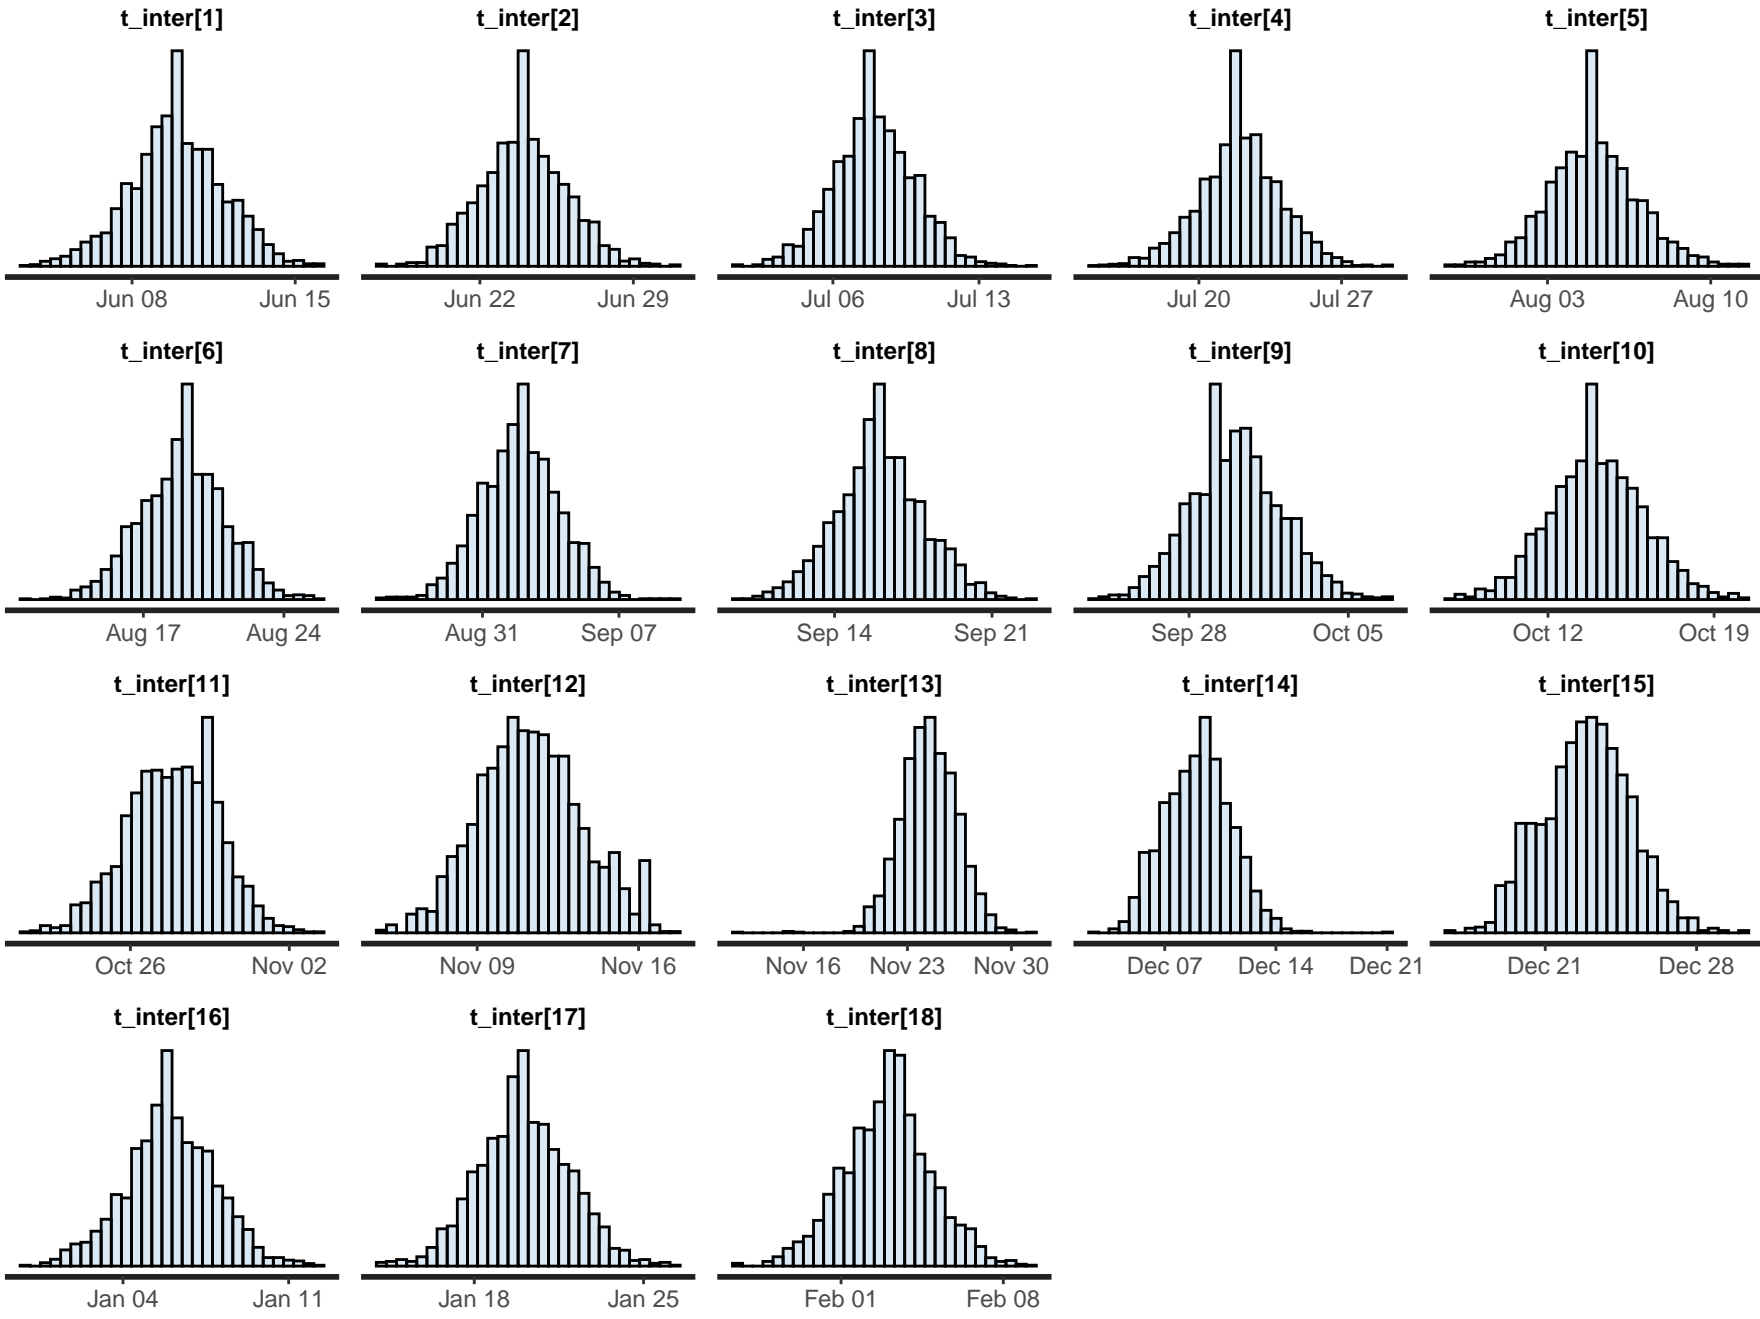 t_inter[1] t_inter[2] t_inter[3] t_inter[4] t_inter[5]
Jun 08 Jun 15 Jun 22 Jun 29 Jul 06 Jul 13 Jul 20 Jul 27 Aug 03 Aug 10
t_inter[6] t_inter[7] t_inter[8] t_inter[9] t_inter[10]
Aug 17 Aug 24 Aug 31 Sep 07 Sep 14 Sep 21 Sep 28 Oct 05 Oct 12 Oct 19
t_inter[11] t_inter[12] t_inter[13] t_inter[14] t_inter[15]
Oct 26 Nov 02 Nov 09 Nov 16 Nov 16 Nov 23 Nov 30 Dec 07 Dec 14 Dec 21 Dec 21 Dec 28
t_inter[16] t_inter[17] t_inter[18]
Jan 04 Jan 11 Jan 18 Jan 25 Feb 01 Feb 08